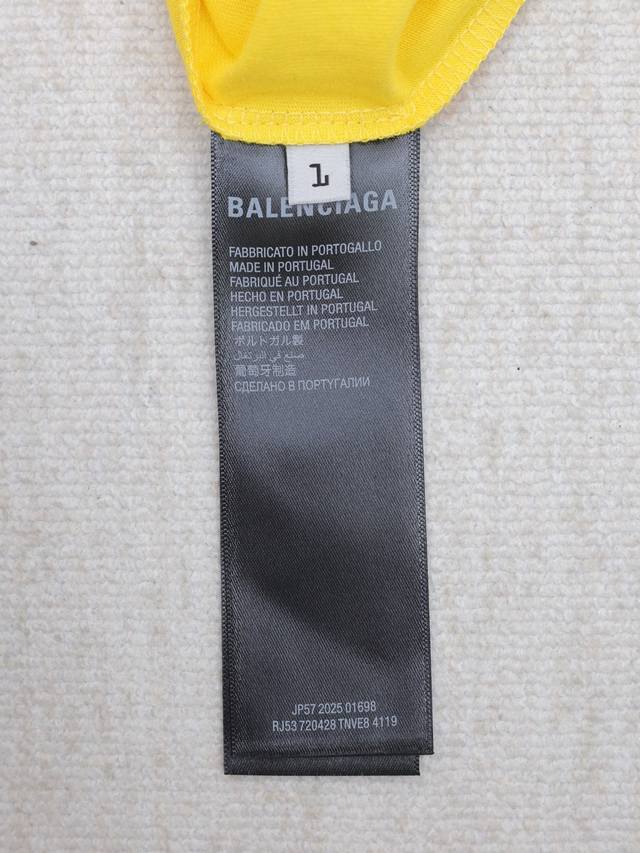 1
BALENCIAGA
FABBRICATO IN PORTOGALLO
MADE IN PORTUGAL
FABRIQUÉ AU PORTUGAL
HECHO EN PORTUGAL
HERGESTELLT IN PORTUGAL
FABRICADO EM PORTUGAL
ポルトガル製
صنع في البرتغال
葡萄牙制造
СДЕЛАНО В ПОРТУГАЛИИ
JP57 2025 01698
RJ53 720428 TNVE8 4119